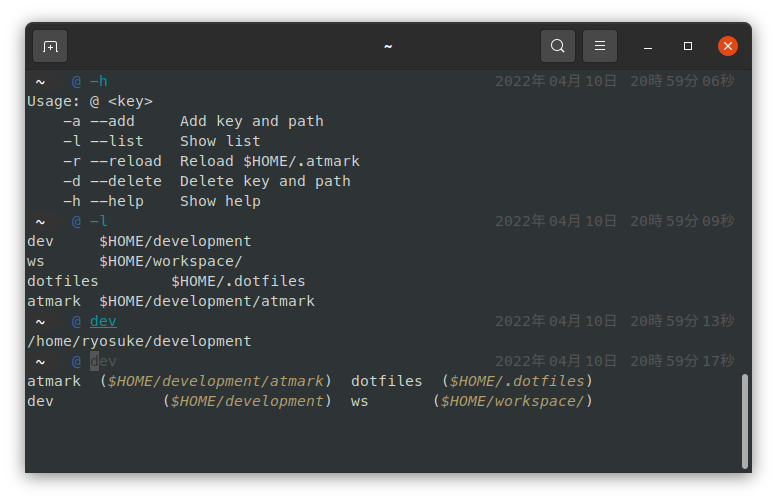 ~
~ @ -h 2022年04月10日 20時59分06秒
Usage: @ <key>
    -a --add     Add key and path
    -l --list    Show list
    -r --reload  Reload $HOME/.atmark
    -d --delete  Delete key and path
    -h --help    Show help
~ @ -l 2022年04月10日 20時59分09秒
dev     $HOME/development
ws      $HOME/workspace/
dotfiles        $HOME/.dotfiles
atmark  $HOME/development/atmark
~ @ dev 2022年04月10日 20時59分13秒
/home/ryosuke/development
~ @ dev 2022年04月10日 20時59分17秒
atmark  ($HOME/development/atmark)  dotfiles  ($HOME/.dotfiles)
dev            ($HOME/development)  ws       ($HOME/workspace/)